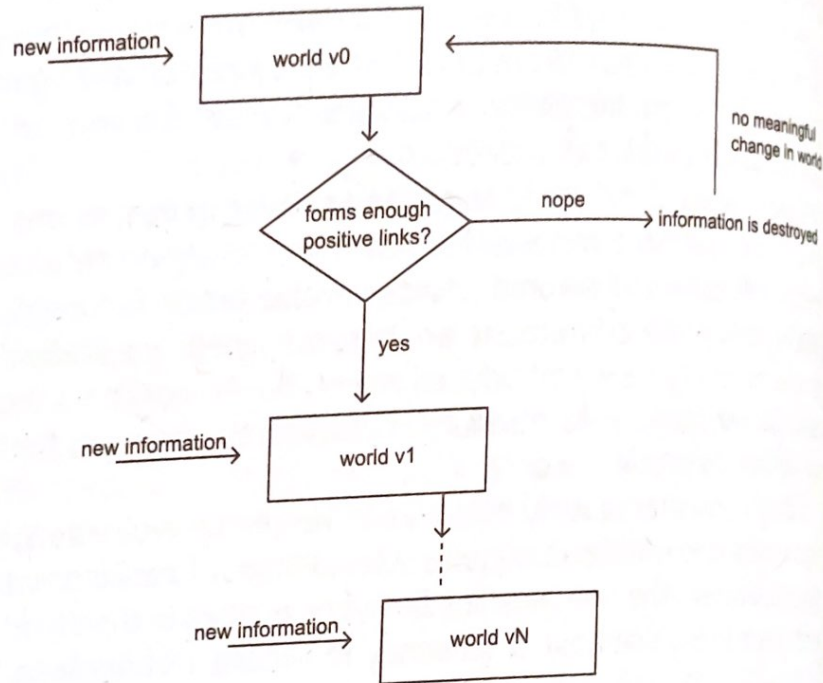 new information
world v0
no meaningful
change in world
forms enough
positive links?
nope
information is destroyed
yes
new information
world v1
new information
world vN